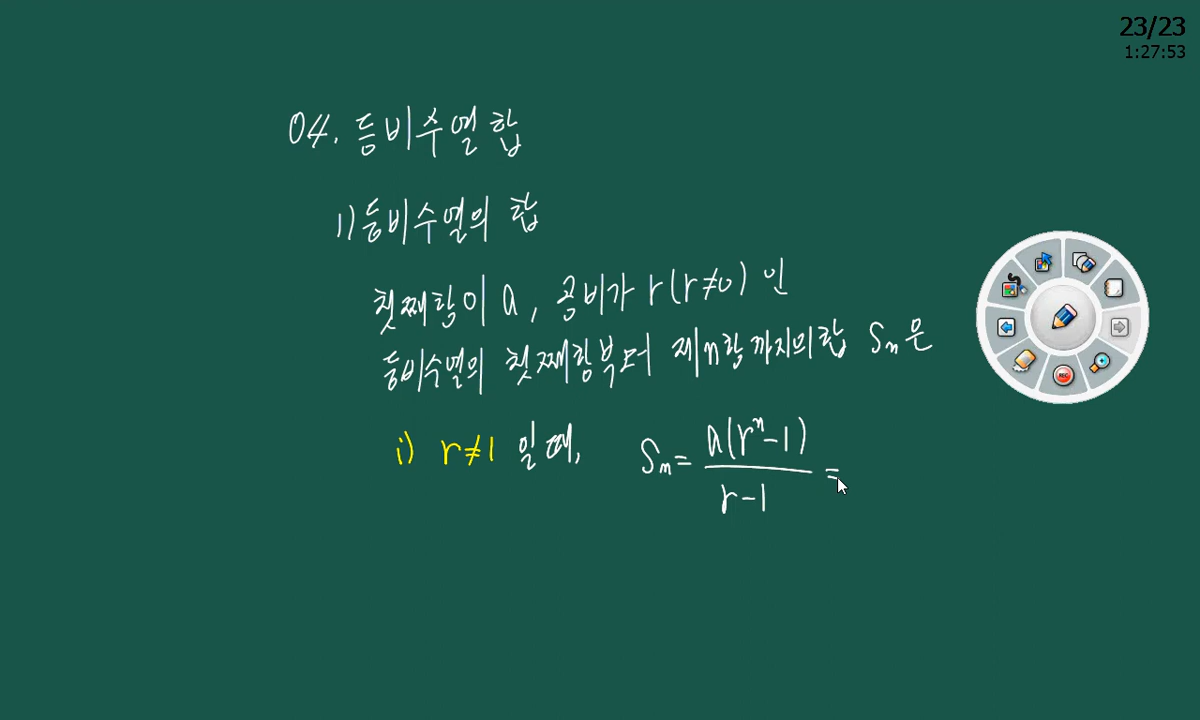 23/23
1:27:53
04. 등비수열 합
1) 등비수열의 합
첫째항이 a, 공비가 r (r≠0) 인
등비수열의 첫째항부터 제n항까지의 합 Sn은
i) r≠1 일 때, Sn = a(r^n-1) / r-1 =
REC